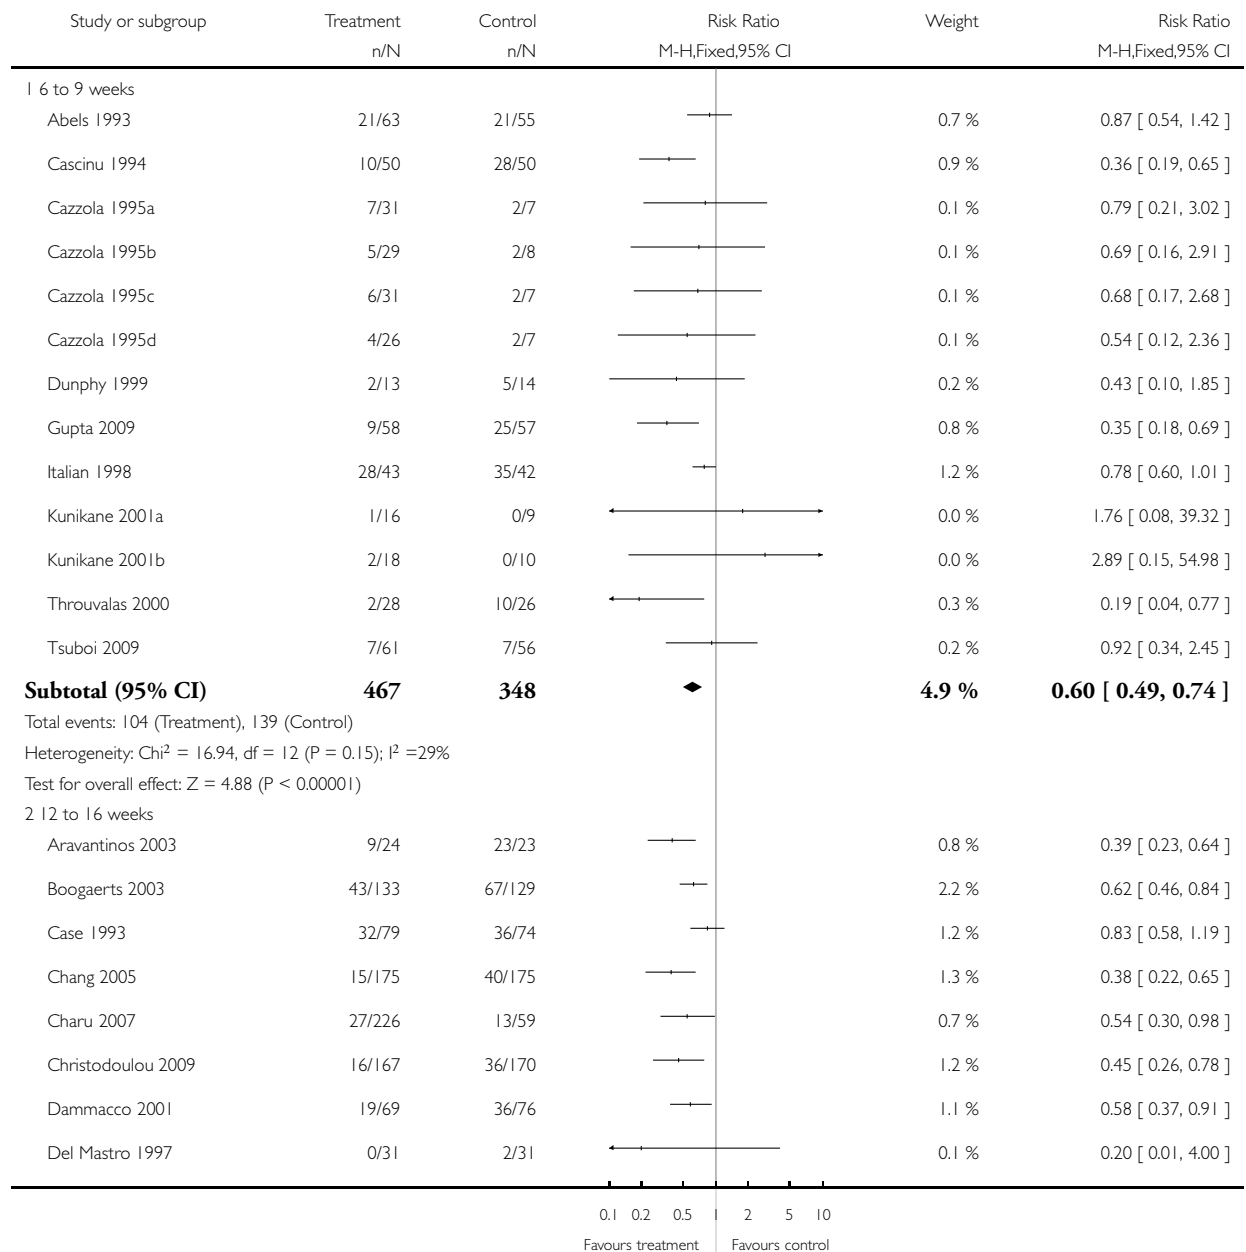 Study or subgroup Treatment Control Risk Ratio Weight Risk Ratio
n/N n/N M-H,Fixed,95% CI M-H,Fixed,95% CI
1 6 to 9 weeks
Abels 1993 21/63 21/55 0.7 % 0.87 [ 0.54, 1.42 ]
Cascinu 1994 10/50 28/50 0.9 % 0.36 [ 0.19, 0.65 ]
Cazzola 1995a 7/31 2/7 0.1 % 0.79 [ 0.21, 3.02 ]
Cazzola 1995b 5/29 2/8 0.1 % 0.69 [ 0.16, 2.91 ]
Cazzola 1995c 6/31 2/7 0.1 % 0.68 [ 0.17, 2.68 ]
Cazzola 1995d 4/26 2/7 0.1 % 0.54 [ 0.12, 2.36 ]
Dunphy 1999 2/13 5/14 0.2 % 0.43 [ 0.10, 1.85 ]
Gupta 2009 9/58 25/57 0.8 % 0.35 [ 0.18, 0.69 ]
Italian 1998 28/43 35/42 1.2 % 0.78 [ 0.60, 1.01 ]
Kunikane 2001a 1/16 0/9 0.0 % 1.76 [ 0.08, 39.32 ]
Kunikane 2001b 2/18 0/10 0.0 % 2.89 [ 0.15, 54.98 ]
Throuvalas 2000 2/28 10/26 0.3 % 0.19 [ 0.04, 0.77 ]
Tsuboi 2009 7/61 7/56 0.2 % 0.92 [ 0.34, 2.45 ]
Subtotal (95% CI) 467 348 4.9 % 0.60 [ 0.49, 0.74 ]
Total events: 104 (Treatment), 139 (Control)
Heterogeneity: Chi² = 16.94, df = 12 (P = 0.15); I² =29%
Test for overall effect: Z = 4.88 (P < 0.00001)
2 12 to 16 weeks
Aravantinos 2003 9/24 23/23 0.8 % 0.39 [ 0.23, 0.64 ]
Boogaerts 2003 43/133 67/129 2.2 % 0.62 [ 0.46, 0.84 ]
Case 1993 32/79 36/74 1.2 % 0.83 [ 0.58, 1.19 ]
Chang 2005 15/175 40/175 1.3 % 0.38 [ 0.22, 0.65 ]
Charu 2007 27/226 13/59 0.7 % 0.54 [ 0.30, 0.98 ]
Christodoulou 2009 16/167 36/170 1.2 % 0.45 [ 0.26, 0.78 ]
Dammacco 2001 19/69 36/76 1.1 % 0.58 [ 0.37, 0.91 ]
Del Mastro 1997 0/31 2/31 0.1 % 0.20 [ 0.01, 4.00 ]
0.1 0.2 0.5 1 2 5 10
Favours treatment Favours control